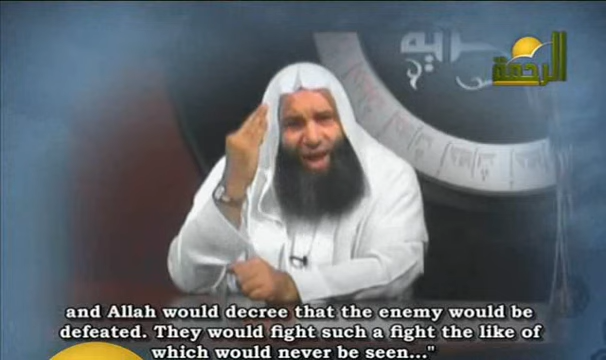 الرحمة
and Allah would decree that the enemy would be
defeated. They would fight such a fight the like of
which would never be seen..."